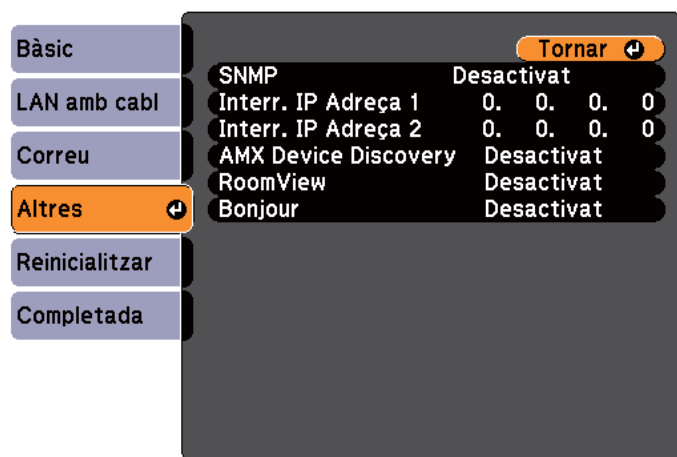 Bàsic
LAN amb cabl
Correu
Altres
Reinicialitzar
Completada
Tornar
SNMP Desactivat
Interr. IP Adreça 1 0. 0. 0. 0
Interr. IP Adreça 2 0. 0. 0. 0
AMX Device Discovery Desactivat
RoomView Desactivat
Bonjour Desactivat